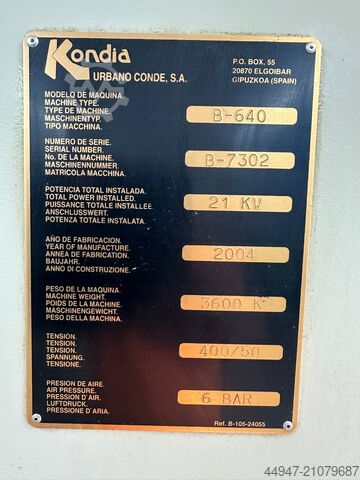 Kondia
URBANO CONDE, S.A.
P.O. BOX, 55
20870 ELGOIBAR
GIPUZKOA (SPAIN)
MODELO DE MAQUINA.
MACHINE TYPE.
TYPE DE MACHINE.
MASCHINENTYP.
TIPO MACCHINA.
B-640
NUMERO DE SERIE.
SERIAL NUMBER.
No. DE LA MACHINE.
MASCHINENNUMMER.
MATRICOLA MACCHINA.
B-7302
POTENCIA TOTAL INSTALADA.
TOTAL POWER INSTALLED.
PUISSANCE TOTALE INSTALLEE.
ANSCHLUSSWERT.
POTENZA TOTALE INSTALATA.
21 KW
AÑO DE FABRICACION.
YEAR OF MANUFACTURE.
ANNEA DE FABRICATION.
BAUJAHR.
ANNO DI CONSTRUZIONE.
2004
PESO DE LA MAQUINA.
MACHINE WEIGHT.
POIDS DE LA MACHINE.
MASCHINENGEWICHT.
PESO DELLA MACHINA.
3600 K
TENSION.
TENSION.
TENSION.
SPANNUNG.
TENSIONE.
400/50
PRESION DE AIRE.
AIR PRESSURE.
PRESSION D'AIR.
LUFTDRUCK.
PRESSIONE D'ARIA.
6 BAR
Ref. B-105-24055
44947-21079687